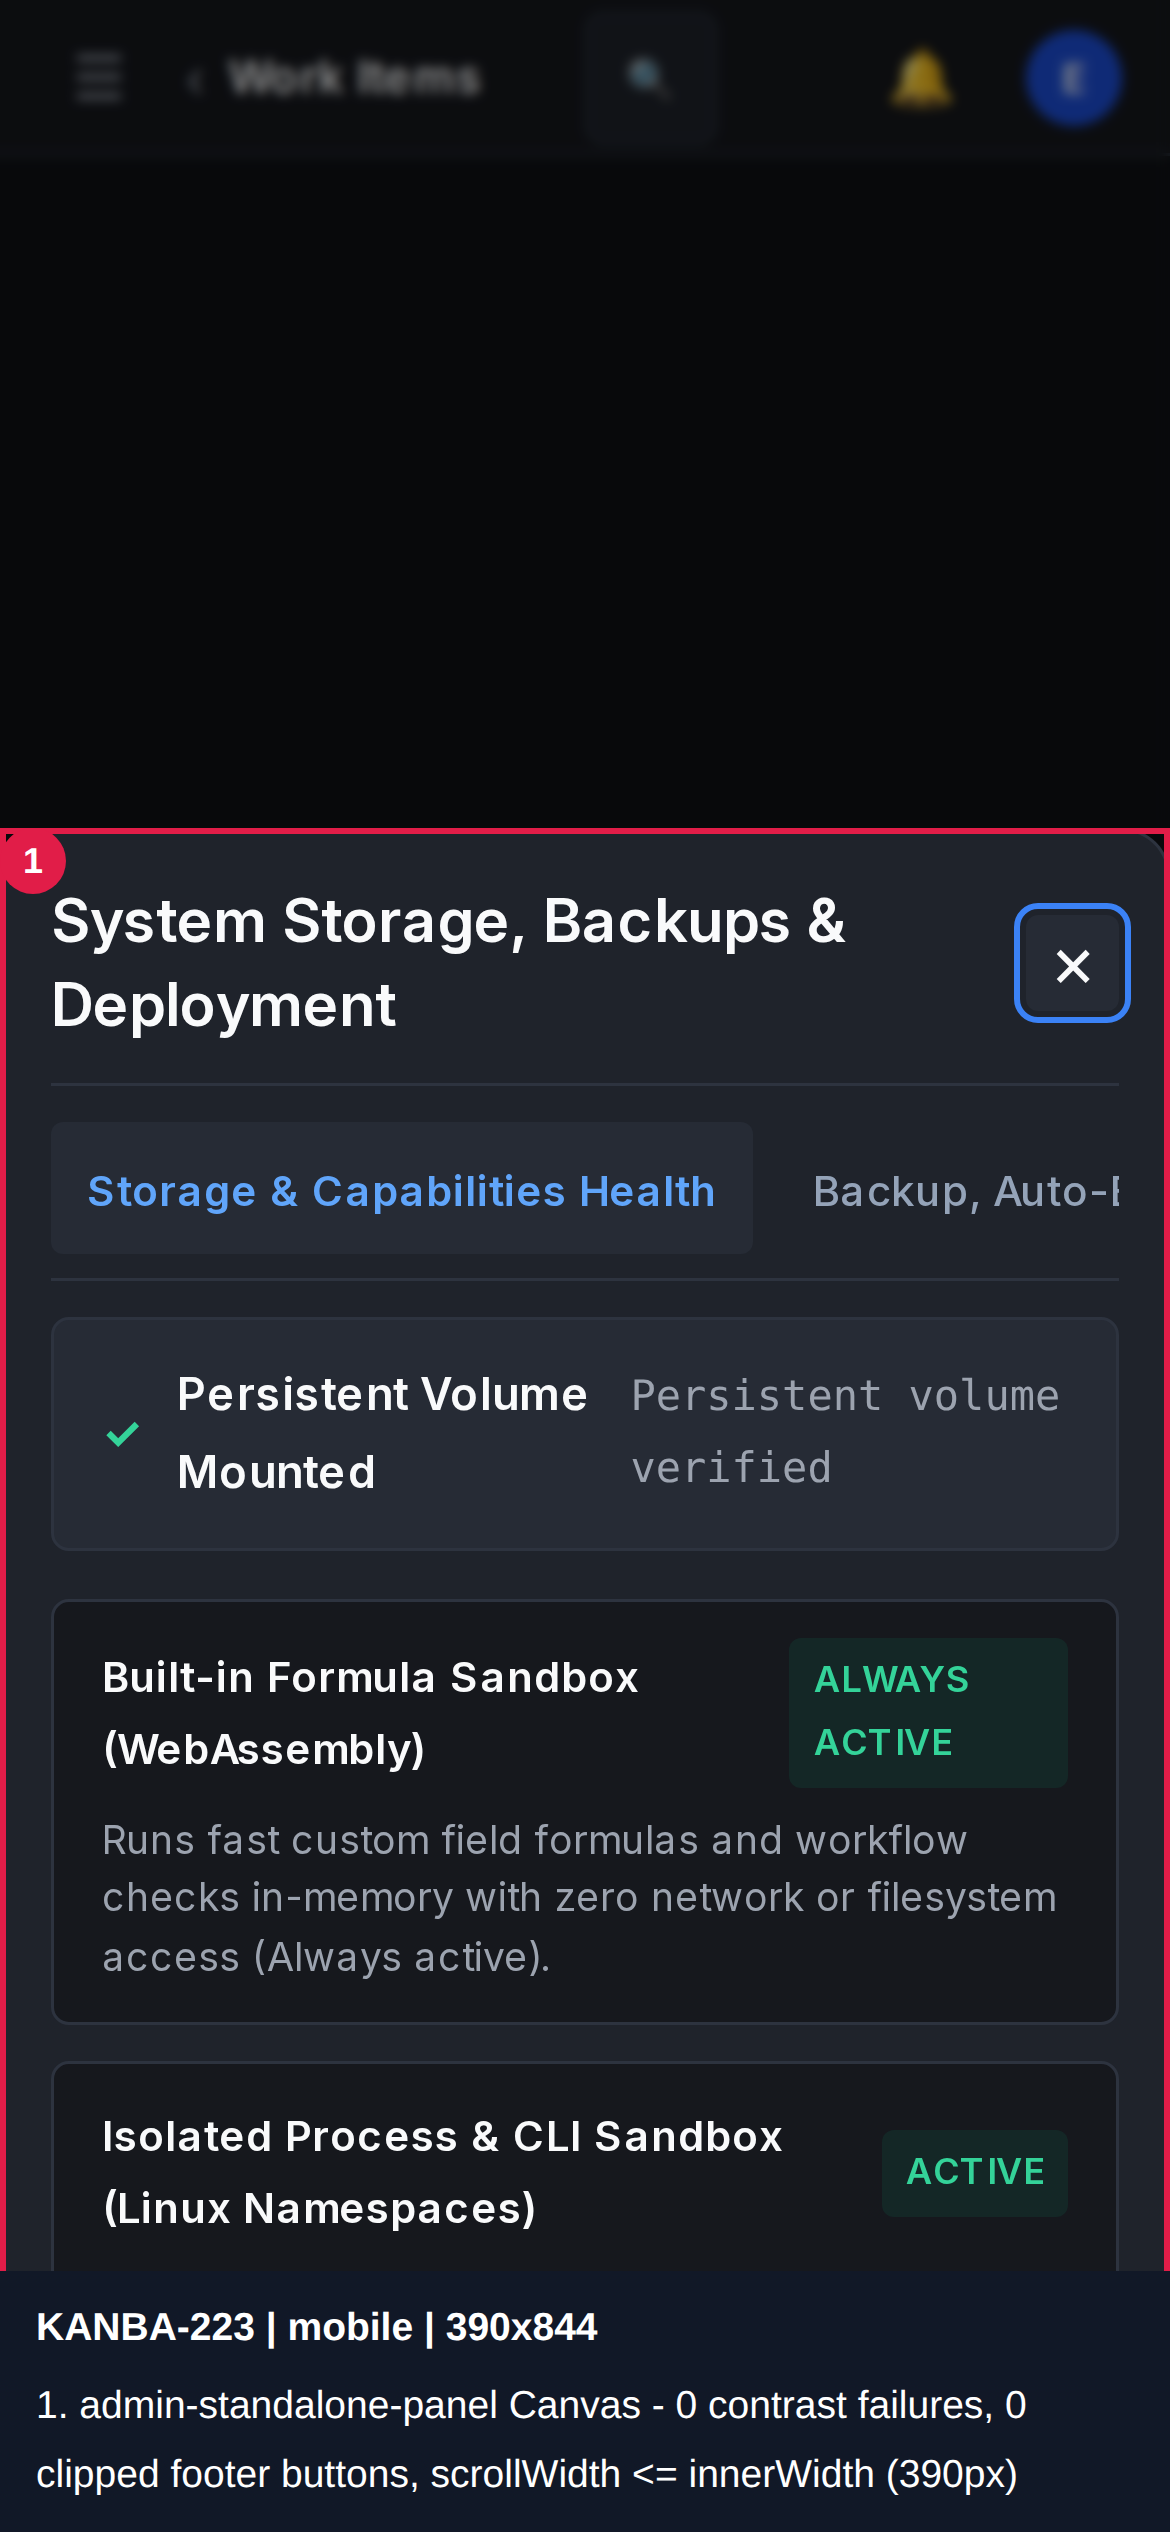 ‹ Work Items
E
1
System Storage, Backups &
Deployment
Storage & Capabilities Health
Backup, Auto-
Persistent Volume
Mounted
Persistent volume
verified
Built-in Formula Sandbox
(WebAssembly)
ALWAYS
ACTIVE
Runs fast custom field formulas and workflow
checks in-memory with zero network or filesystem
access (Always active).
Isolated Process & CLI Sandbox
(Linux Namespaces)
ACTIVE
KANBA-223 | mobile | 390x844
1. admin-standalone-panel Canvas - 0 contrast failures, 0
clipped footer buttons, scrollWidth <= innerWidth (390px)